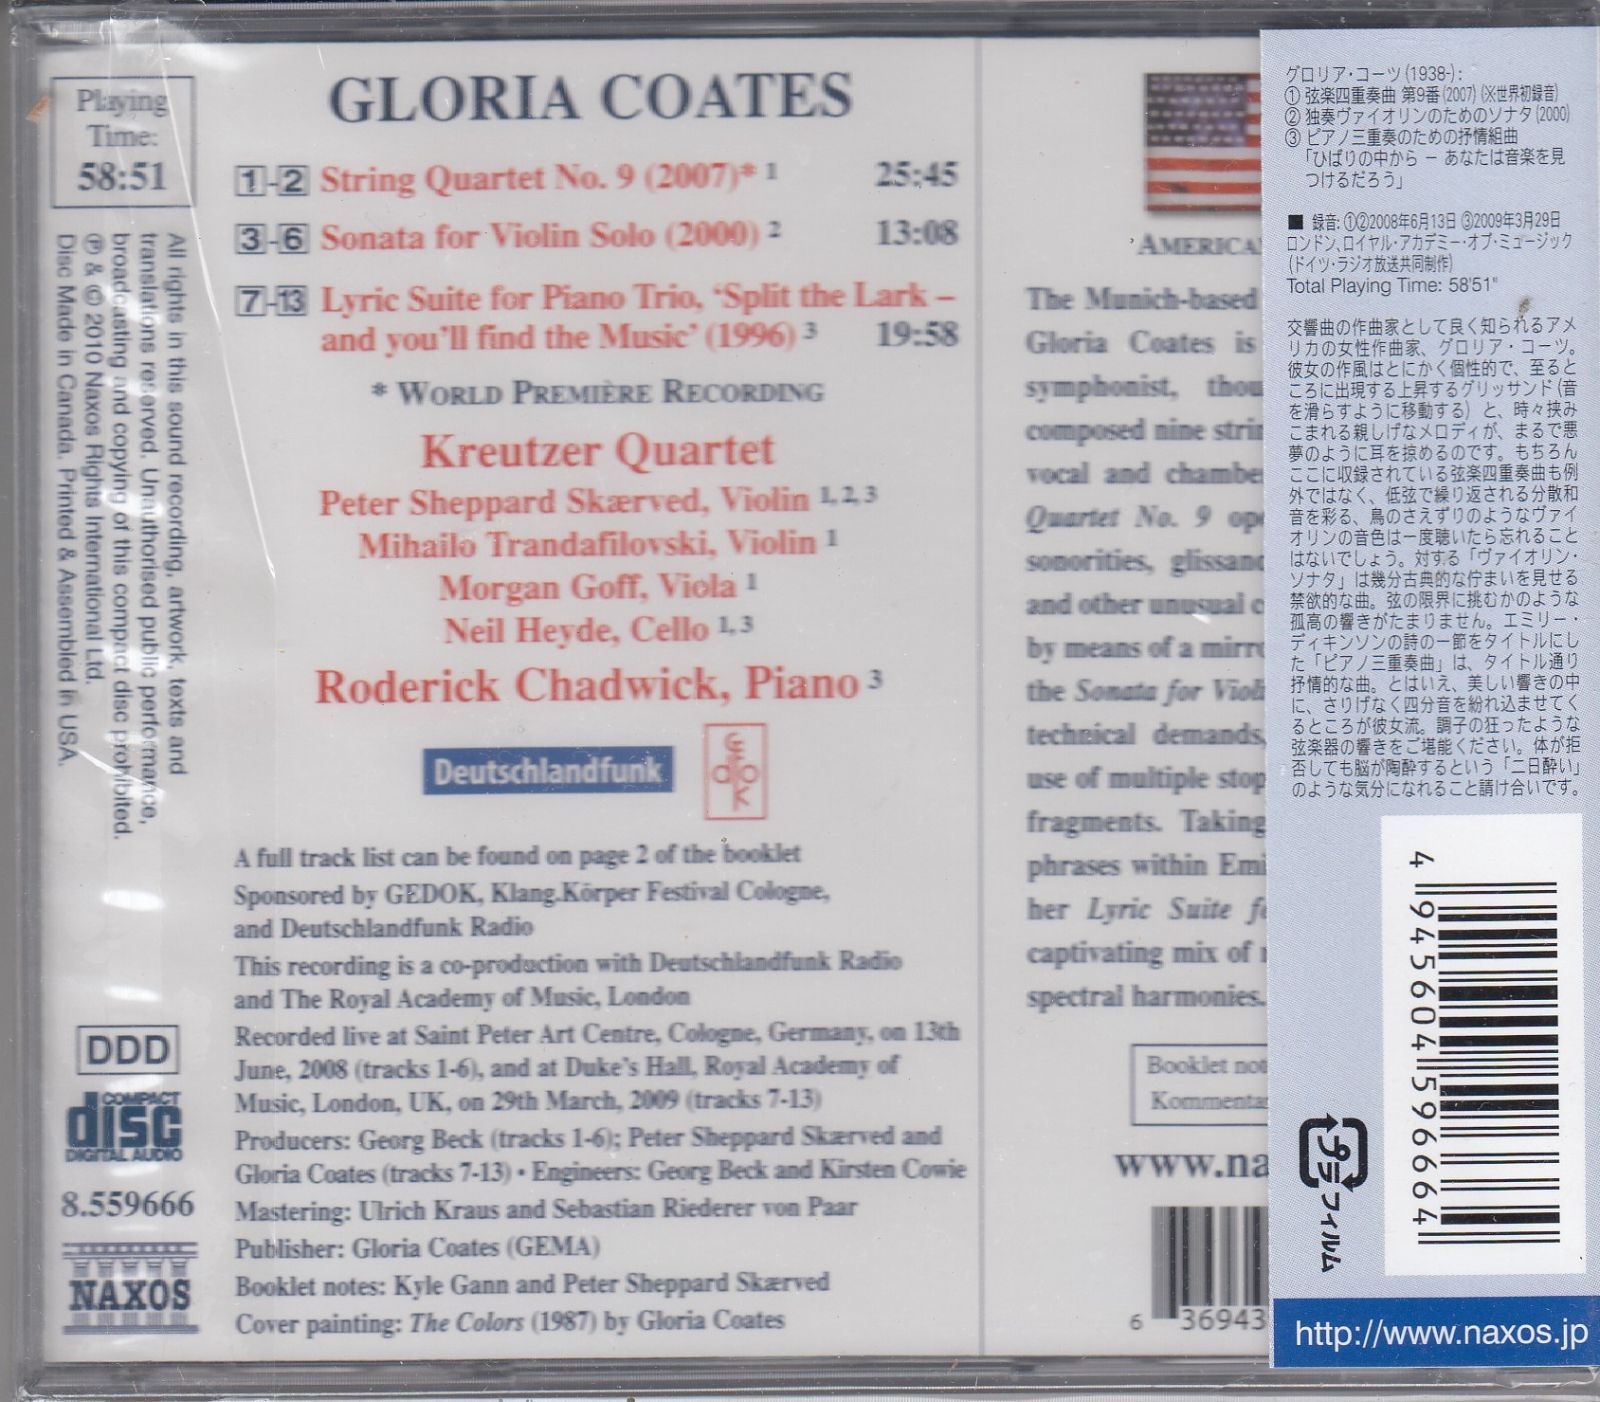 Playing
Time:
58:51
All rights in this sound recording, artwork, texts and
translations reserved. Unauthorised public performance,
broadcasting and copying of this compact disc prohibited.
℗ & © 2010 Naxos Rights International Ltd.
Disc Made in Canada. Printed & Assembled in USA.
DDD
COMPACT
disc
DIGITAL AUDIO
8.559666
NAXOS
GLORIA COATES
1-2 String Quartet No. 9 (2007)* 1 25:45
3-6 Sonata for Violin Solo (2000) 2 13:08
7-13 Lyric Suite for Piano Trio, ‘Split the Lark –
and you’ll find the Music’ (1996) 3 19:58
* WORLD PREMIÈRE RECORDING
Kreutzer Quartet
Peter Sheppard Skærved, Violin 1, 2, 3
Mihailo Trandafilovski, Violin 1
Morgan Goff, Viola 1
Neil Heyde, Cello 1, 3
Roderick Chadwick, Piano 3
Deutschlandfunk
GEDOK
A full track list can be found on page 2 of the booklet
Sponsored by GEDOK, Klang.Körper Festival Cologne,
and Deutschlandfunk Radio
This recording is a co-production with Deutschlandfunk Radio
and The Royal Academy of Music, London
Recorded live at Saint Peter Art Centre, Cologne, Germany, on 13th
June, 2008 (tracks 1-6), and at Duke’s Hall, Royal Academy of
Music, London, UK, on 29th March, 2009 (tracks 7-13)
Producers: Georg Beck (tracks 1-6); Peter Sheppard Skærved and
Gloria Coates (tracks 7-13) • Engineers: Georg Beck and Kirsten Cowie
Mastering: Ulrich Kraus and Sebastian Riederer von Paar
Publisher: Gloria Coates (GEMA)
Booklet notes: Kyle Gann and Peter Sheppard Skærved
Cover painting: The Colors (1987) by Gloria Coates
AMERICAN
The Munich-based
Gloria Coates is
symphonist, thou
composed nine strin
vocal and chamber
Quartet No. 9 ope
sonorities, glissand
and other unusual c
by means of a mirro
the Sonata for Violi
technical demands,
use of multiple stop
fragments. Taking
phrases within Emi
her Lyric Suite fo
captivating mix of
spectral harmonies.
Booklet not
Kommentar
www.na
6 36943
グロリア・コーツ(1938-):
① 弦楽四重奏曲 第9番(2007)(※世界初録音)
② 独奏ヴァイオリンのためのソナタ(2000)
③ ピアノ三重奏のための抒情組曲
「ひばりの中から – あなたは音楽を見
つけるだろう」
■ 録音:①②2008年6月13日 ③2009年3月29日
ロンドン、ロイヤル・アカデミー・オブ・ミュージック
(ドイツ・ラジオ放送共同制作)
Total Playing Time: 58'51"
交響曲の作曲家として良く知られるアメ
リカの女性作曲家、グロリア・コーツ。
彼女の作風はとにかく個性的で、至ると
ころに出現する上昇するグリッサンド(音
を滑らすように移動する)と、時々挟み
こまれる親しげなメロディが、まるで悪
夢のように耳を掠めるのです。もちろん
ここに収録されている弦楽四重奏曲も例
外ではなく、低弦で繰り返される分散和
音を彩る、鳥のさえずりのようなヴァイ
オリンの音色は一度聴いたら忘れること
はないでしょう。対する「ヴァイオリン・
ソナタ」は幾分古典的な佇まいを見せる
禁欲的な曲。弦の限界に挑むかのような
孤高の響きがたまりません。エミリー・
ディキンソンの詩の一節をタイトルにし
た「ピアノ三重奏曲」は、タイトル通り
抒情的な曲。とはいえ、美しい響きの中
に、さりげなく四分音を紛れ込ませてく
るところが彼女流。調子の狂ったような
弦楽器の響きをご堪能ください。体が拒
否しても脳が陶酔するという「二日酔い」
のような気分になれること請け合いです。
4 945604 596664
プラ
フィルム
http://www.naxos.jp